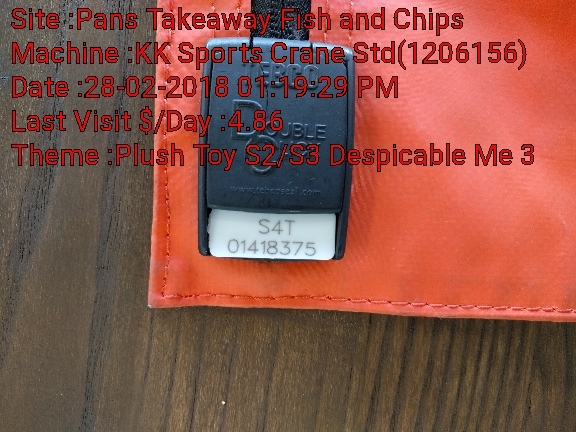 Site :Pans Takeaway Fish and Chips
Machine :KK Sports Crane Std(1206156)
Date :28-02-2018 01:19:29 PM
Last Visit $/Day :4.86
Theme :Plush Toy S2/S3 Despicable Me 3
DOUBLE
S4T
01418375